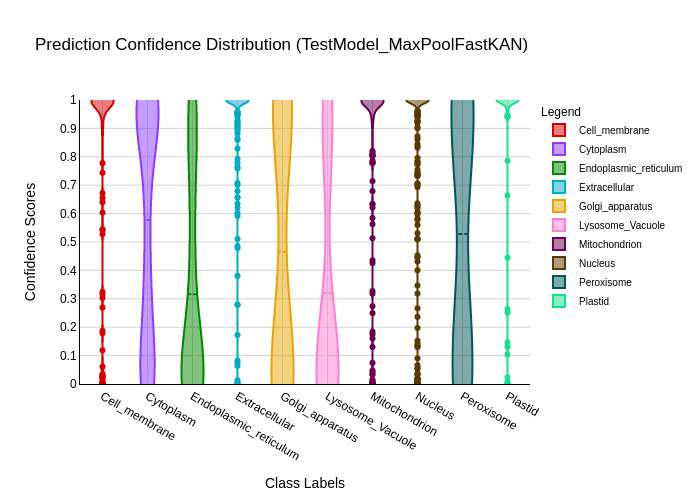 Prediction Confidence Distribution (TestModel_MaxPoolFastKAN)
Legend
Cell_membrane
Cytoplasm
Endoplasmic_reticulum
Extracellular
Golgi_apparatus
Lysosome_Vacuole
Mitochondrion
Nucleus
Peroxisome
Plastid
Confidence Scores
1
0.9
0.8
0.7
0.6
0.5
0.4
0.3
0.2
0.1
0
Cell_membrane
Cytoplasm
Endoplasmic_reticulum
Extracellular
Golgi_apparatus
Lysosome_Vacuole
Mitochondrion
Nucleus
Peroxisome
Plastid
Class Labels